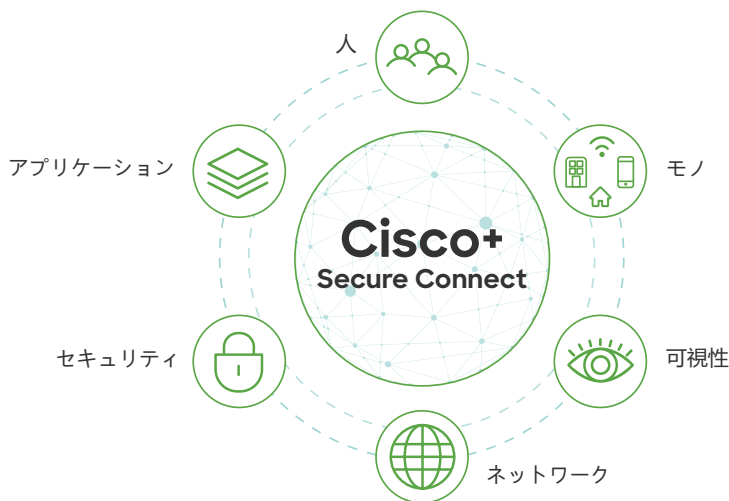 人
アプリケーション
モノ
Cisco+
Secure Connect
セキュリティ
可視性
ネットワーク